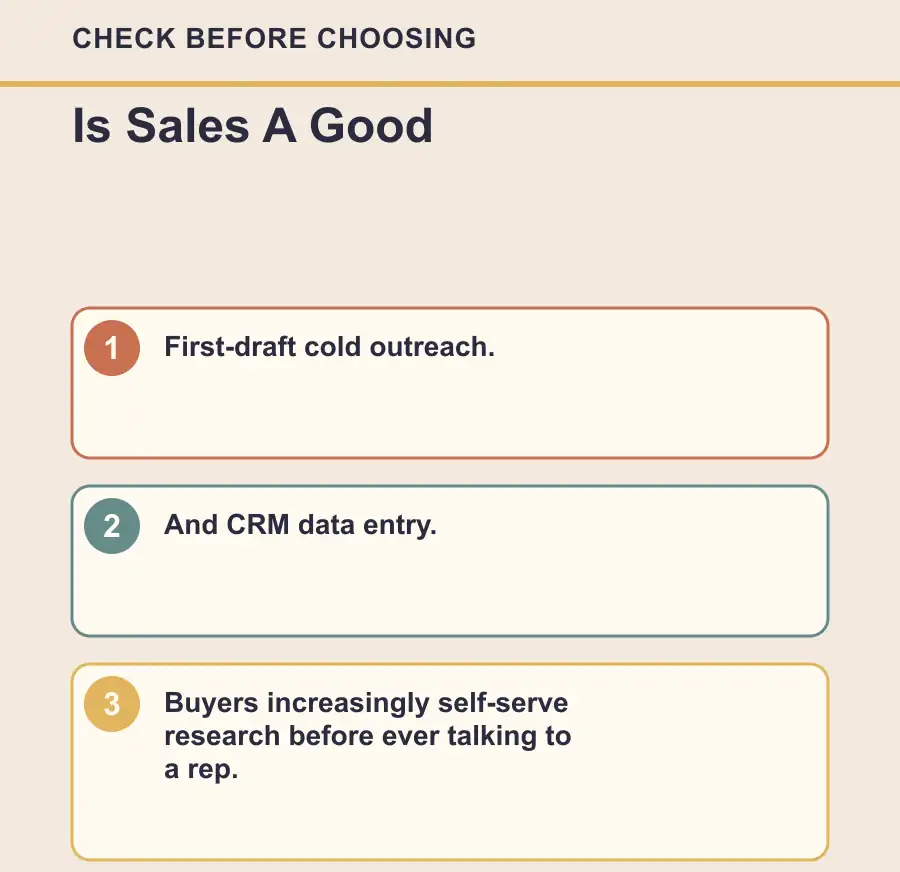 CHECK BEFORE CHOOSING
Is Sales A Good
1 First-draft cold outreach.
2 And CRM data entry.
3 Buyers increasingly self-serve
research before ever talking to
a rep.